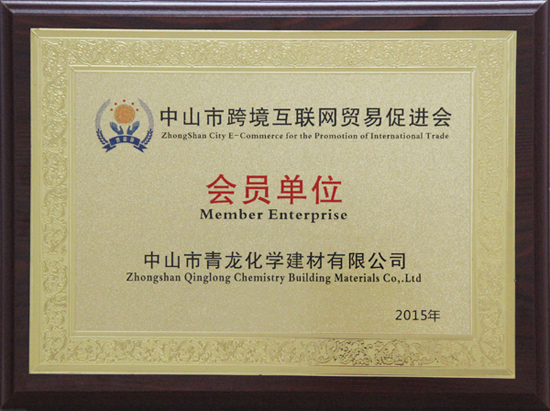 中山市跨境互联网贸易促进会
ZhongShan City E-Commerce for the Promotion of International Trade
会员单位
Member Enterprise
中山市青龙化学建材有限公司
Zhongshan Qinglong Chemistry Building Materials Co,.Ltd
2015年